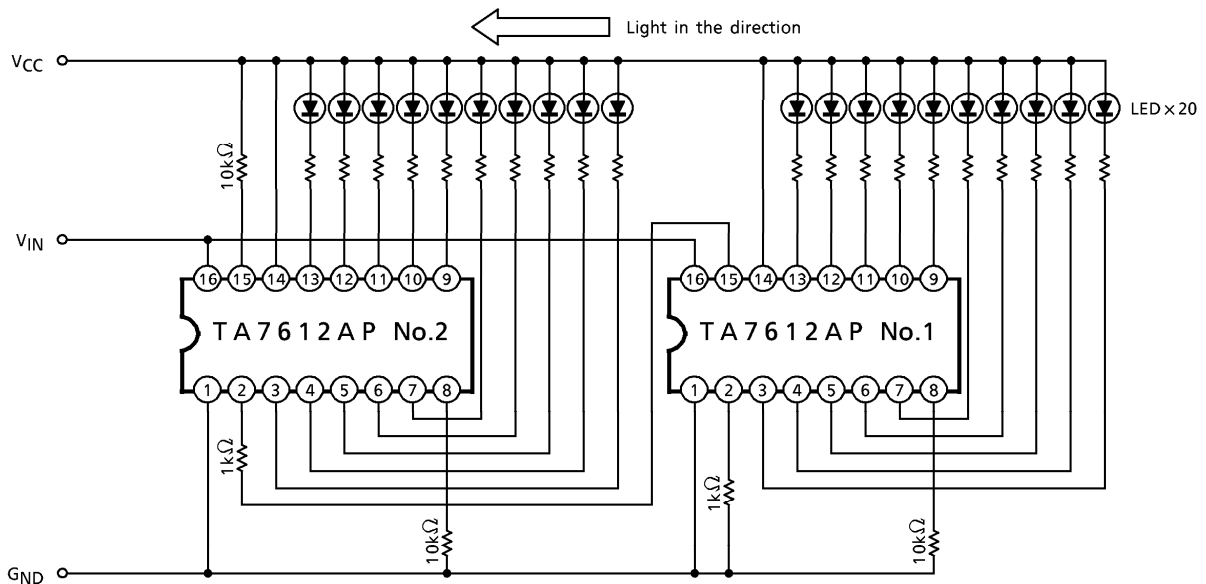 Light in the direction
VCC
LED×20
10kΩ
VIN
16 15 14 13 12 11 10 9
16 15 14 13 12 11 10 9
TA7612AP No.2
TA7612AP No.1
1 2 3 4 5 6 7 8
1 2 3 4 5 6 7 8
1kΩ
1kΩ
10kΩ
10kΩ
GND